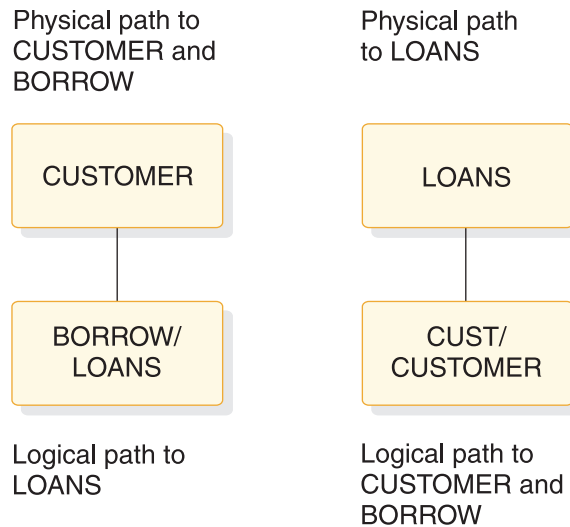 Physical path to
CUSTOMER and
BORROW
CUSTOMER
BORROW/
LOANS
Logical path to
LOANS
Physical path
to LOANS
LOANS
CUST/
CUSTOMER
Logical path to
CUSTOMER and
BORROW